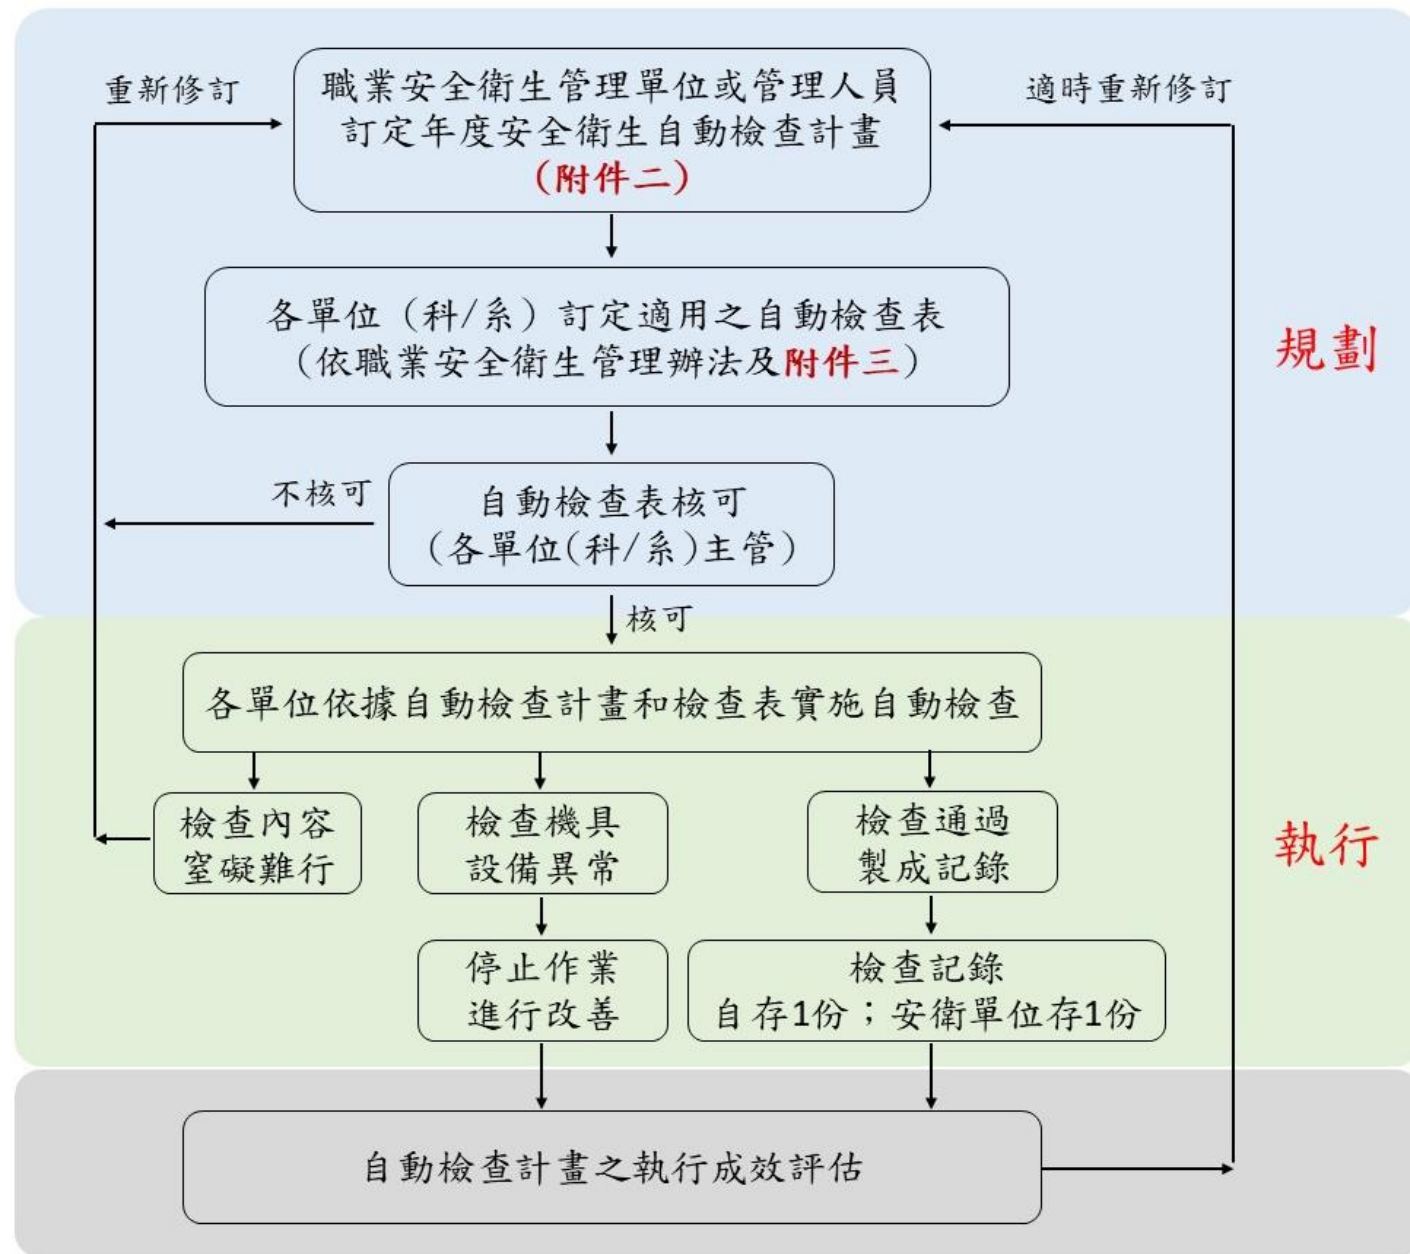 重新修訂
職業安全衛生管理單位或管理人員
訂定年度安全衛生自動檢查計畫
(附件二)
適時重新修訂
各單位（科/系）訂定適用之自動檢查表
(依職業安全衛生管理辦法及附件三)
規劃
不核可
自動檢查表核可
(各單位(科/系)主管)
核可
各單位依據自動檢查計畫和檢查表實施自動檢查
檢查內容
窒礙難行
檢查機具
設備異常
檢查通過
製成記錄
執行
停止作業
進行改善
檢查記錄
自存1份；安衛單位存1份
自動檢查計畫之執行成效評估